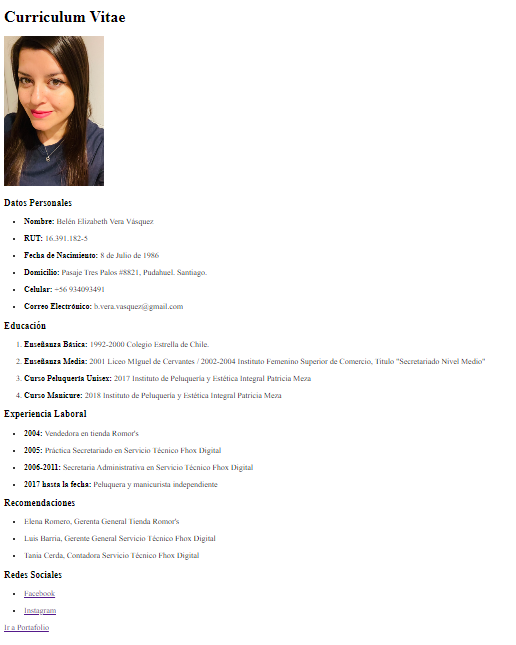 Curriculum Vitae
Datos Personales
Nombre: Belén Elizabeth Vera Vásquez
RUT: 16.391.182-5
Fecha de Nacimiento: 8 de Julio de 1986
Domicilio: Pasaje Tres Palos #8821, Pudahuel. Santiago.
Celular: +56 934093491
Correo Electrónico: b.vera.vasquez@gmail.com
Educación
1. Enseñanza Básica: 1992-2000 Colegio Estrella de Chile.
2. Enseñanza Media: 2001 Liceo MIguel de Cervantes / 2002-2004 Instituto Femenino Superior de Comercio, Titulo "Secretariado Nivel Medio"
3. Curso Peluquería Unisex: 2017 Instituto de Peluquería y Estética Integral Patricia Meza
4. Curso Manicure: 2018 Instituto de Peluquería y Estética Integral Patricia Meza
Experiencia Laboral
2004: Vendedora en tienda Romor's
2005: Práctica Secretariado en Servicio Técnico Fhox Digital
2006-2011: Secretaria Administrativa en Servicio Técnico Fhox Digital
2017 hasta la fecha: Peluquera y manicurista independiente
Recomendaciones
Elena Romero, Gerenta General Tienda Romor's
Luis Barria, Gerente General Servicio Técnico Fhox Digital
Tania Cerda, Contadora Servicio Técnico Fhox Digital
Redes Sociales
Facebook
Instagram
Ir a Portafolio